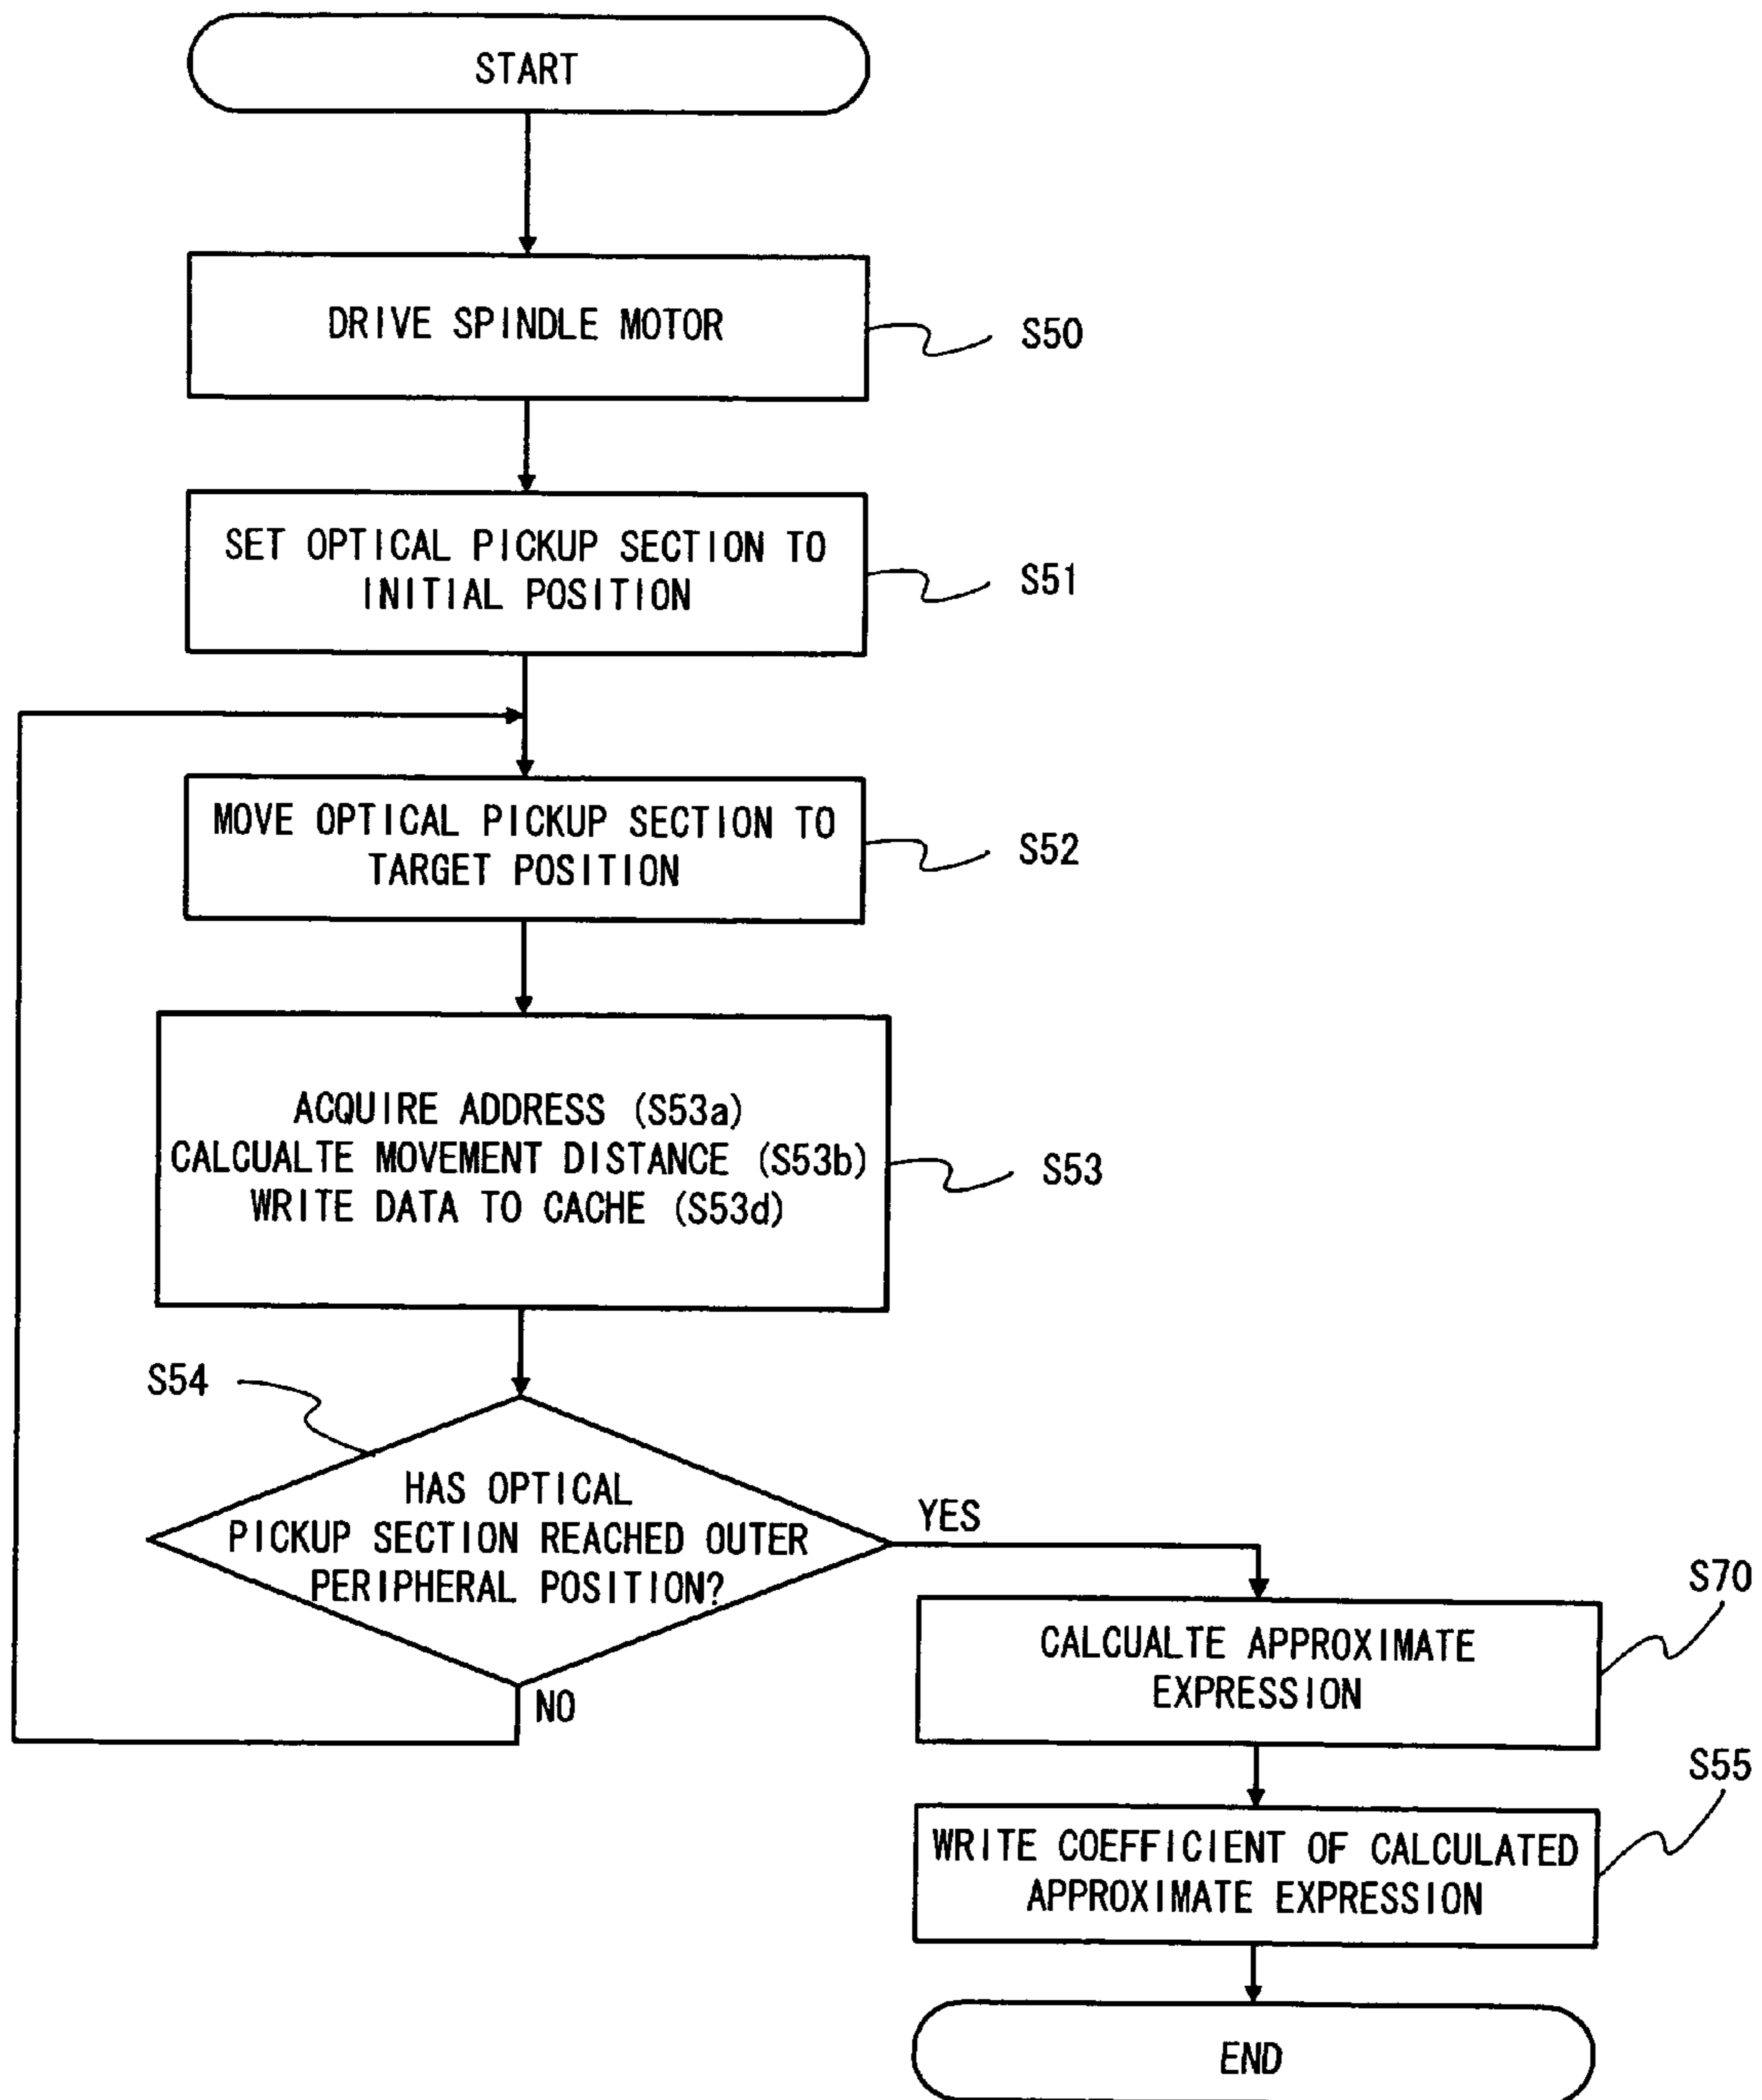 START
DRIVE SPINDLE MOTOR
S50
SET OPTICAL PICKUP SECTION TO
INITIAL POSITION
S51
MOVE OPTICAL PICKUP SECTION TO
TARGET POSITION
S52
ACQUIRE ADDRESS (S53a)
CALCUALTE MOVEMENT DISTANCE (S53b)
WRITE DATA TO CACHE (S53d)
S53
S54
HAS OPTICAL
PICKUP SECTION REACHED OUTER
PERIPHERAL POSITION?
YES
NO
S70
CALCUALTE APPROXIMATE
EXPRESSION
S55
WRITE COEFFICIENT OF CALCULATED
APPROXIMATE EXPRESSION
END